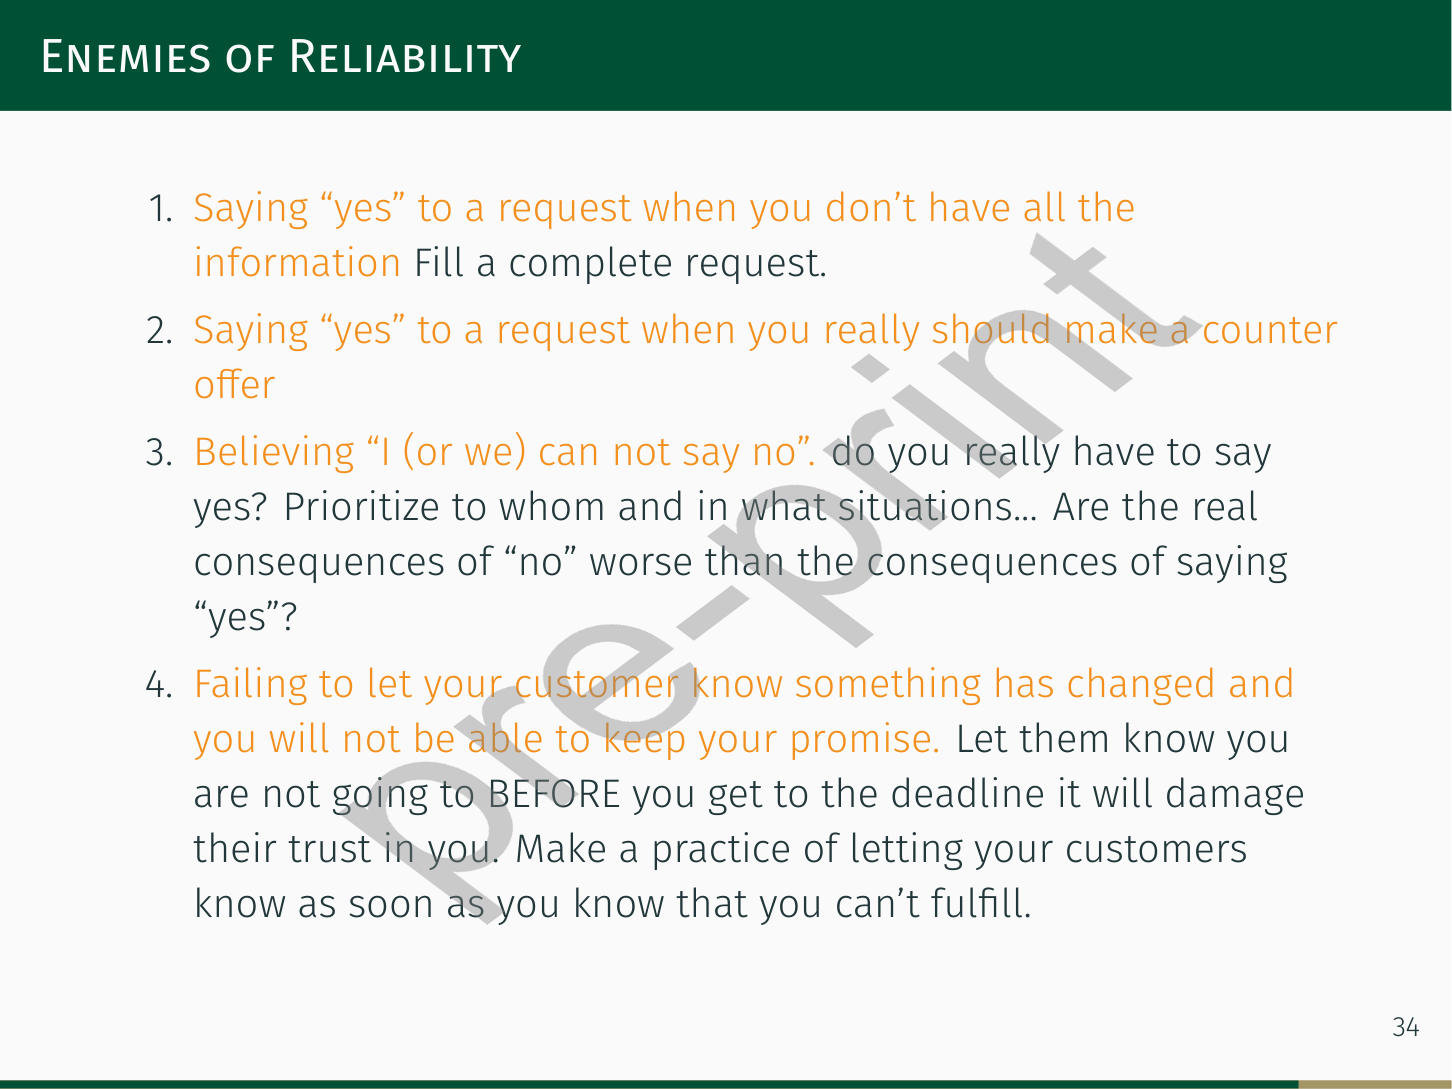 Enemies of Reliability
1. Saying “yes” to a request when you don’t have all the
information Fill a complete request.
2. Saying “yes” to a request when you really should make a counter
offer
3. Believing “I (or we) can not say no”. do you really have to say
yes? Prioritize to whom and in what situations... Are the real
consequences of “no” worse than the consequences of saying
“yes”?
4. Failing to let your customer know something has changed and
you will not be able to keep your promise. Let them know you
are not going to BEFORE you get to the deadline it will damage
their trust in you. Make a practice of letting your customers
know as soon as you know that you can’t fulfill.
pre-print
34